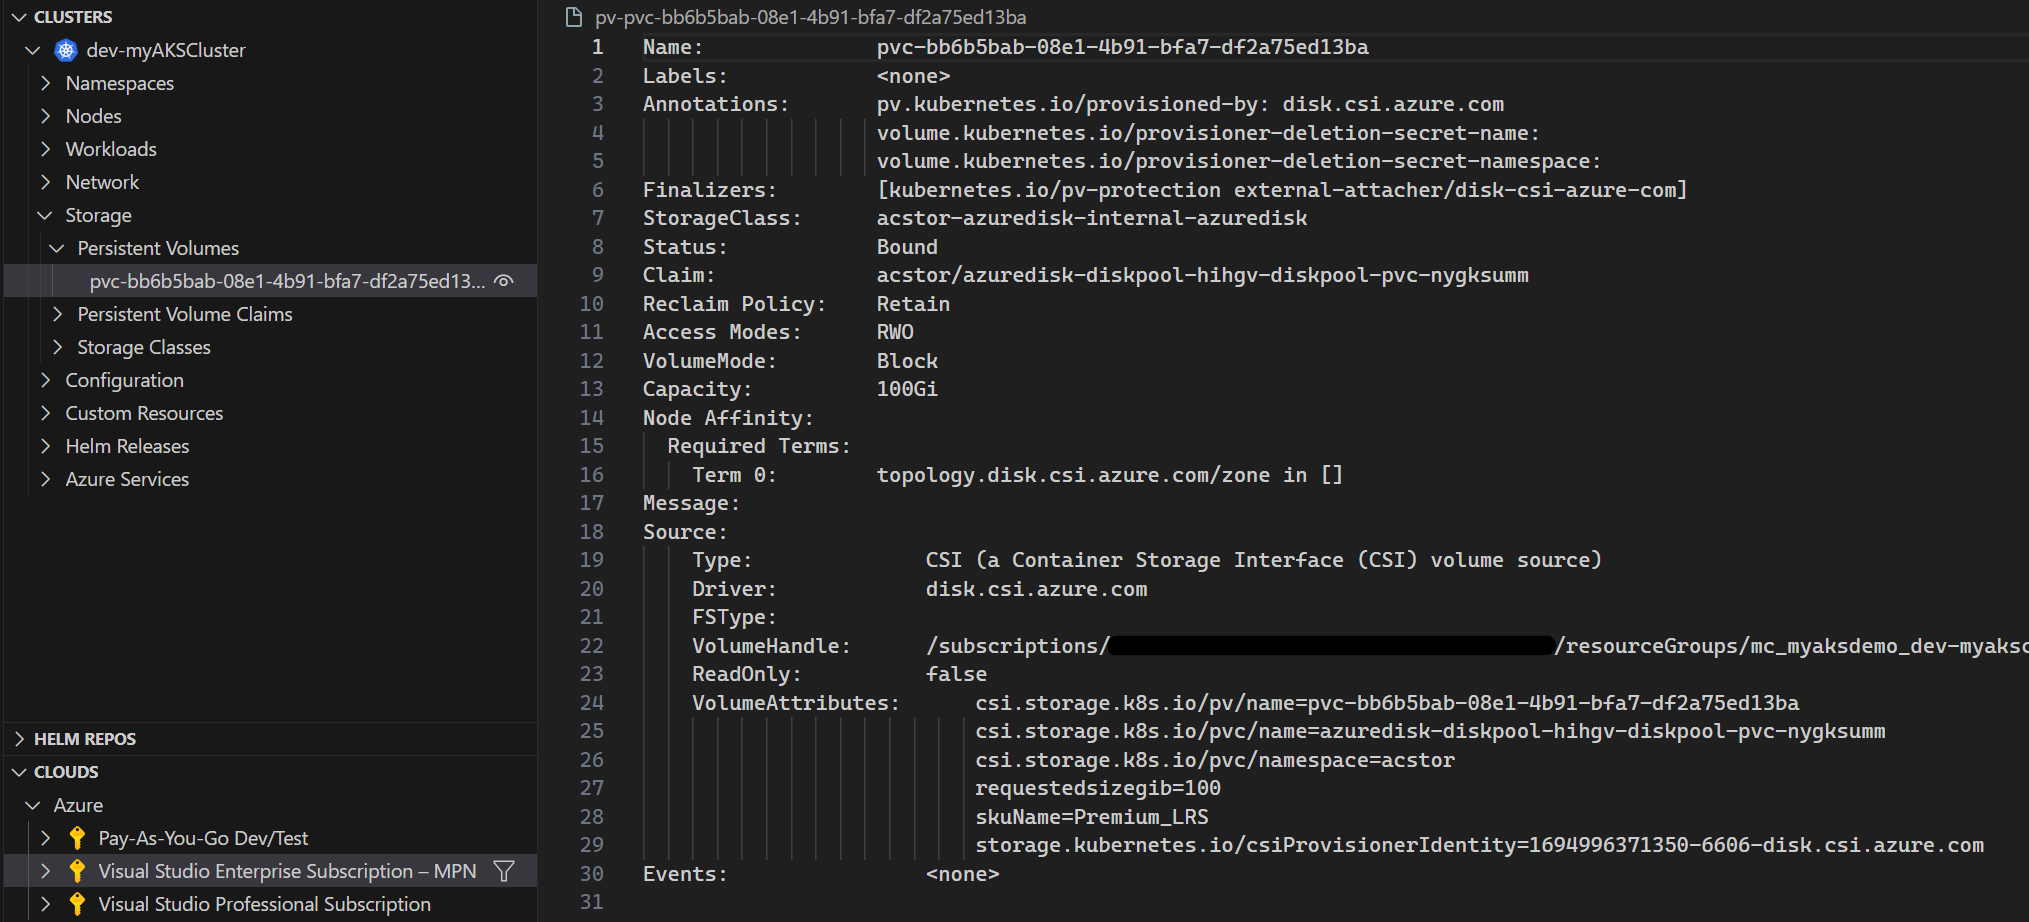 CLUSTERS
dev-myAKSCluster
Namespaces
Nodes
Workloads
Network
Storage
Persistent Volumes
pvc-bb6b5bab-08e1-4b91-bfa7-df2a75ed13...
Persistent Volume Claims
Storage Classes
Configuration
Custom Resources
Helm Releases
Azure Services
HELM REPOS
CLOUDS
Azure
Pay-As-You-Go Dev/Test
Visual Studio Enterprise Subscription – MPN
Visual Studio Professional Subscription
pv-pvc-bb6b5bab-08e1-4b91-bfa7-df2a75ed13ba
1 Name: pvc-bb6b5bab-08e1-4b91-bfa7-df2a75ed13ba
2 Labels: <none>
3 Annotations: pv.kubernetes.io/provisioned-by: disk.csi.azure.com
4 volume.kubernetes.io/provisioner-deletion-secret-name:
5 volume.kubernetes.io/provisioner-deletion-secret-namespace:
6 Finalizers: [kubernetes.io/pv-protection external-attacher/disk-csi-azure-com]
7 StorageClass: acstor-azuredisk-internal-azuredisk
8 Status: Bound
9 Claim: acstor/azuredisk-diskpool-hihgv-diskpool-pvc-nygksumm
10 Reclaim Policy: Retain
11 Access Modes: RWO
12 VolumeMode: Block
13 Capacity: 100Gi
14 Node Affinity:
15 Required Terms:
16 Term 0: topology.disk.csi.azure.com/zone in []
17 Message:
18 Source:
19 Type: CSI (a Container Storage Interface (CSI) volume source)
20 Driver: disk.csi.azure.com
21 FSType:
22 VolumeHandle: /subscriptions/ /resourceGroups/mc_myaksdemo_dev-myaksc
23 ReadOnly: false
24 VolumeAttributes: csi.storage.k8s.io/pv/name=pvc-bb6b5bab-08e1-4b91-bfa7-df2a75ed13ba
25 csi.storage.k8s.io/pvc/name=azuredisk-diskpool-hihgv-diskpool-pvc-nygksumm
26 csi.storage.k8s.io/pvc/namespace=acstor
27 requestedsizegib=100
28 skuName=Premium_LRS
29 storage.kubernetes.io/csiProvisionerIdentity=1694996371350-6606-disk.csi.azure.com
30 Events: <none>
31